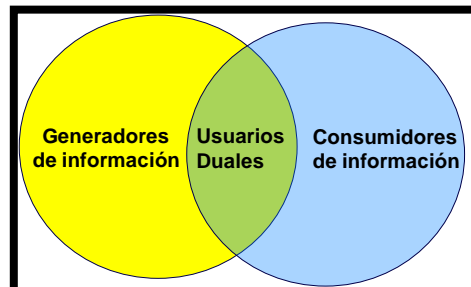 Generadores
de información
Usuarios
Duales
Consumidores
de información